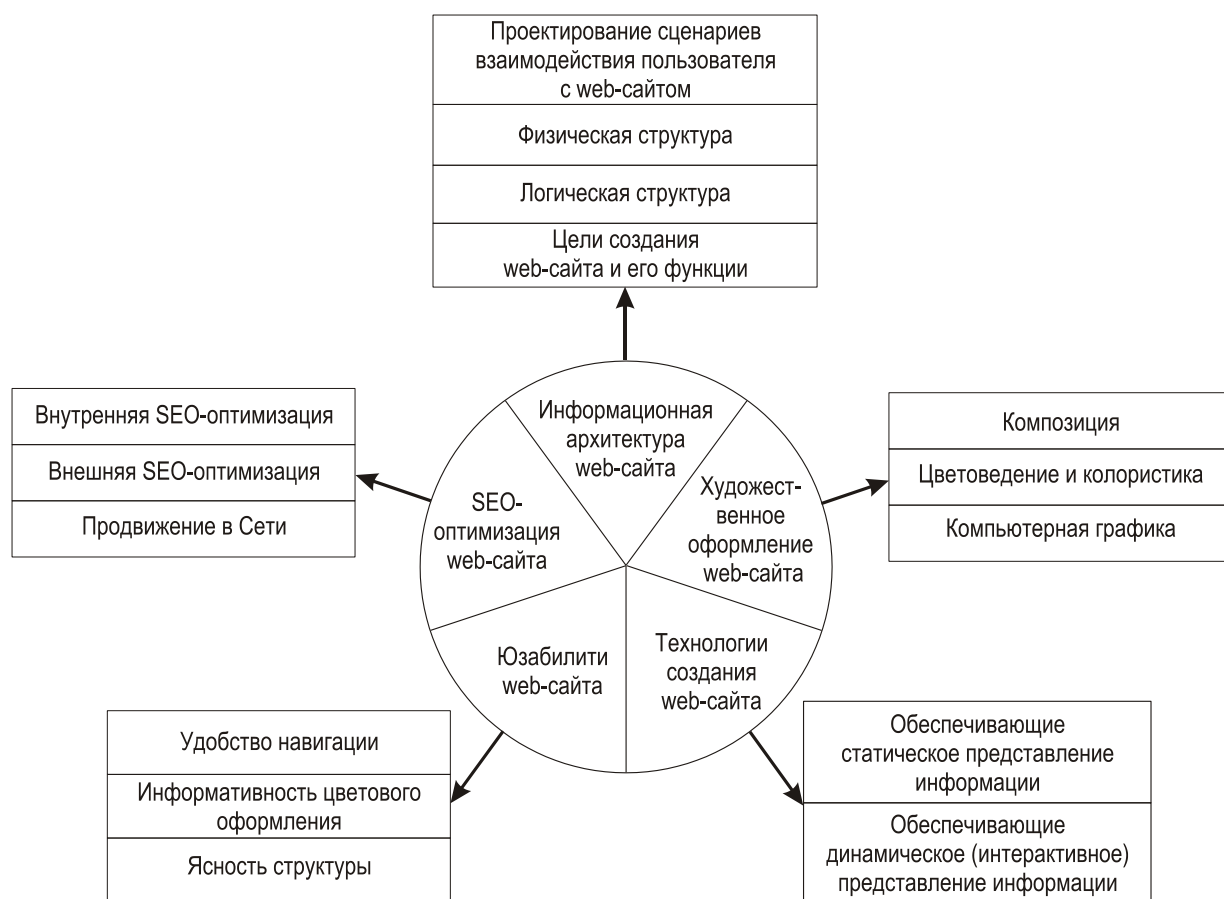 Проектирование сценариев
взаимодействия пользователя
с web-сайтом
Физическая структура
Логическая структура
Цели создания
web-сайта и его функции
Внутренняя SEO-оптимизация
Внешняя SEO-оптимизация
Продвижение в Сети
Информационная
архитектура
web-сайта
SEO-
оптимизация
web-сайта
Художест-
венное
оформление
web-сайта
Композиция
Цветоведение и колористика
Компьютерная графика
Юзабилити
web-сайта
Технологии
создания
web-сайта
Удобство навигации
Информативность цветового
оформления
Ясность структуры
Обеспечивающие
статическое представление
информации
Обеспечивающие
динамическое (интерактивное)
представление информации